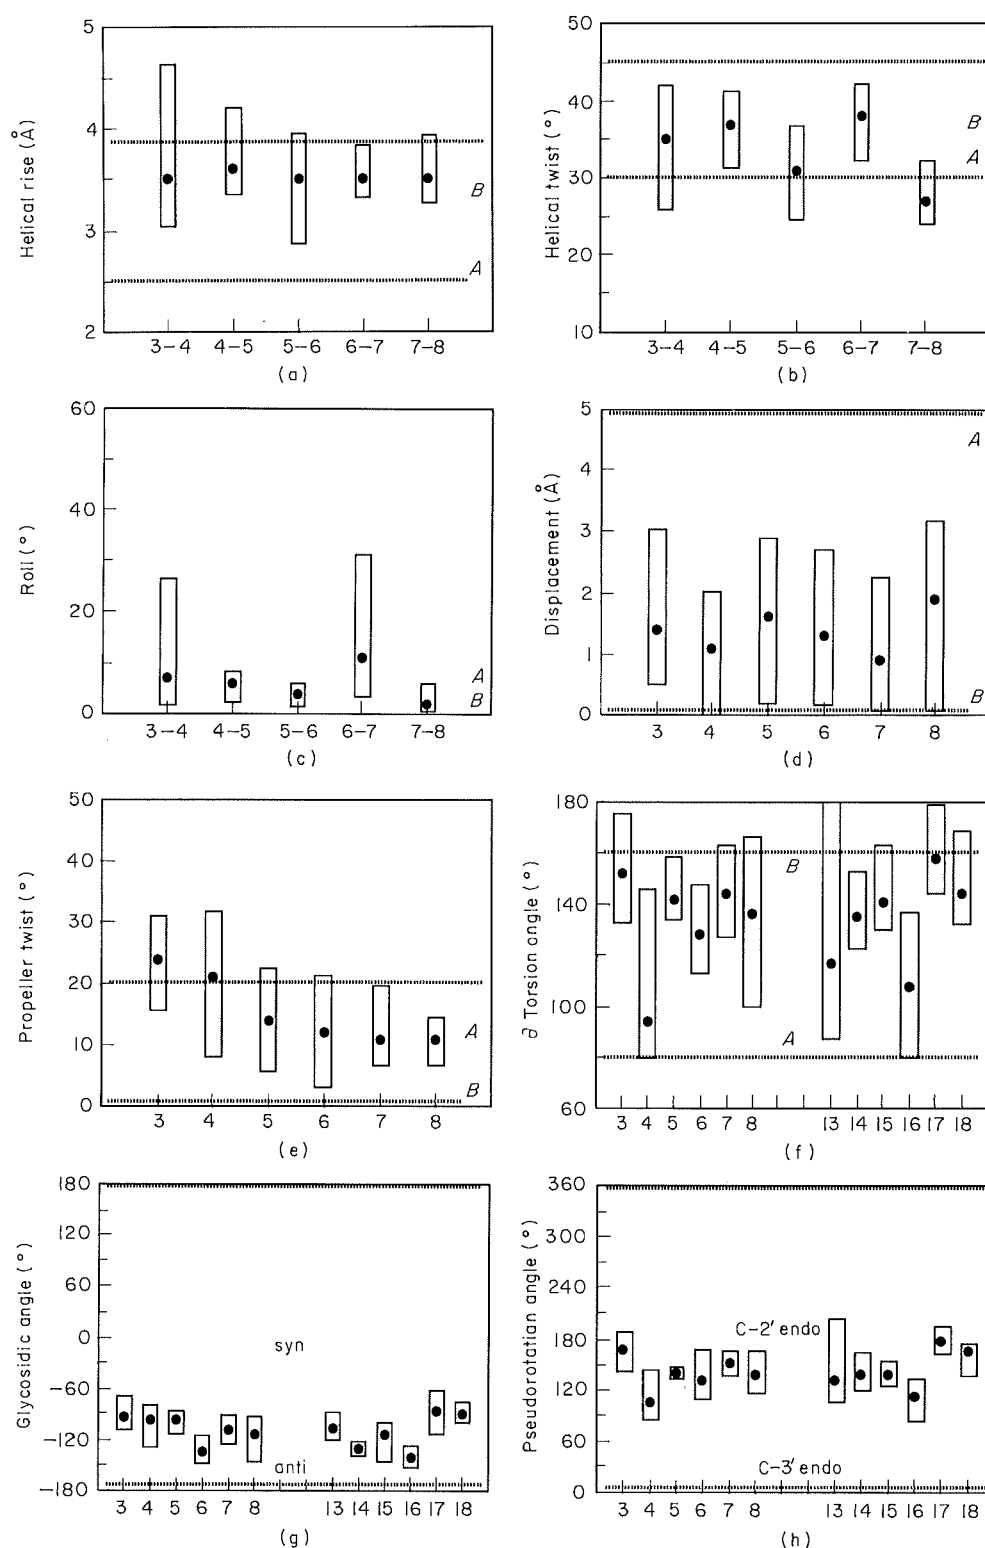 5
4
3
2
Helical rise (Å)
B
A
3–4 4–5 5–6 6–7 7–8
(a)
50
40
30
20
10
Helical twist (°)
B
A
3–4 4–5 5–6 6–7 7–8
(b)
60
40
20
0
Roll (°)
A
B
3–4 4–5 5–6 6–7 7–8
(c)
5
4
3
2
1
0
Displacement (Å)
A
B
3 4 5 6 7 8
(d)
50
40
30
20
10
0
Propeller twist (°)
A
B
3 4 5 6 7 8
(e)
180
140
100
60
∂ Torsion angle (°)
B
A
3 4 5 6 7 8 13 14 15 16 17 18
(f)
180
120
60
0
–60
–120
–180
Glycosidic angle (°)
syn
anti
3 4 5 6 7 8 13 14 15 16 17 18
(g)
360
300
240
180
120
60
0
Pseudorotatian angle (°)
C–2' endo
C–3' endo
3 4 5 6 7 8 13 14 15 16 17 18
(h)